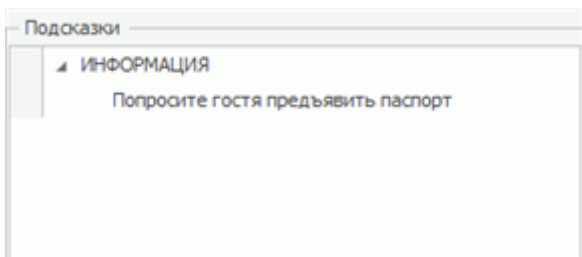 Подсказки
ИНФОРМАЦИЯ
Попросите гостя предъявить паспорт